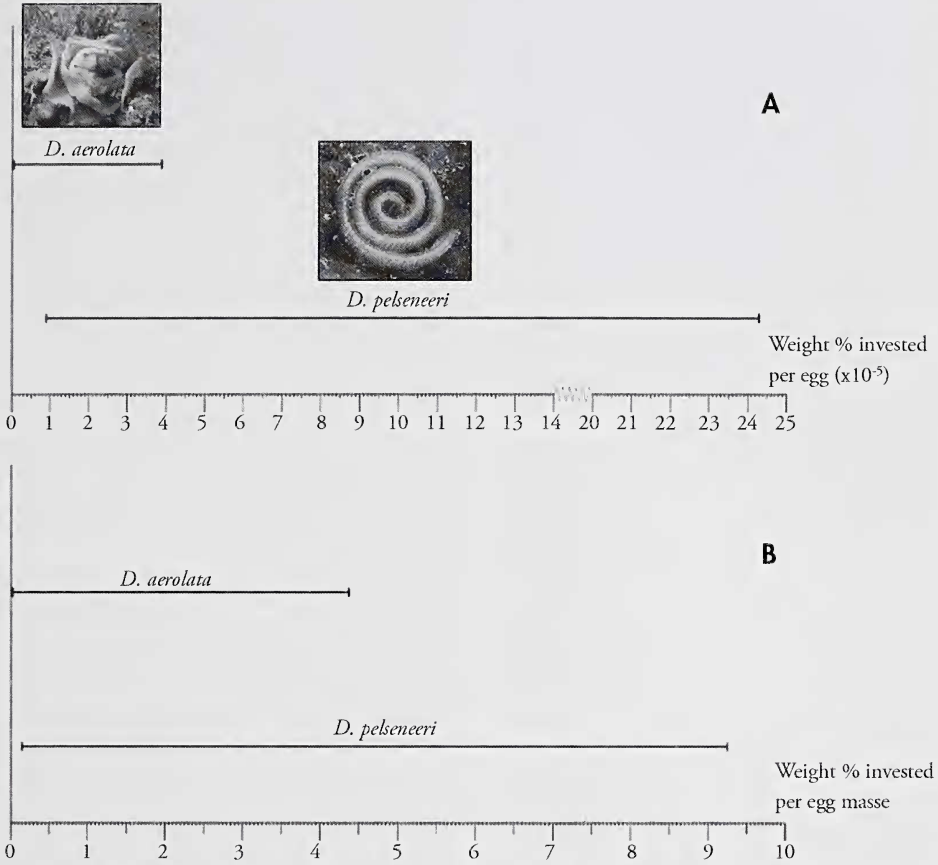 A
D. aerolata
D. pelseneeri
Weight % invested
per egg (x10-5)
0 1 2 3 4 5 6 7 8 9 10 11 12 13 14 20 21 22 23 24 25
B
D. aerolata
D. pelseneeri
Weight % invested
per egg masse
0 1 2 3 4 5 6 7 8 9 10